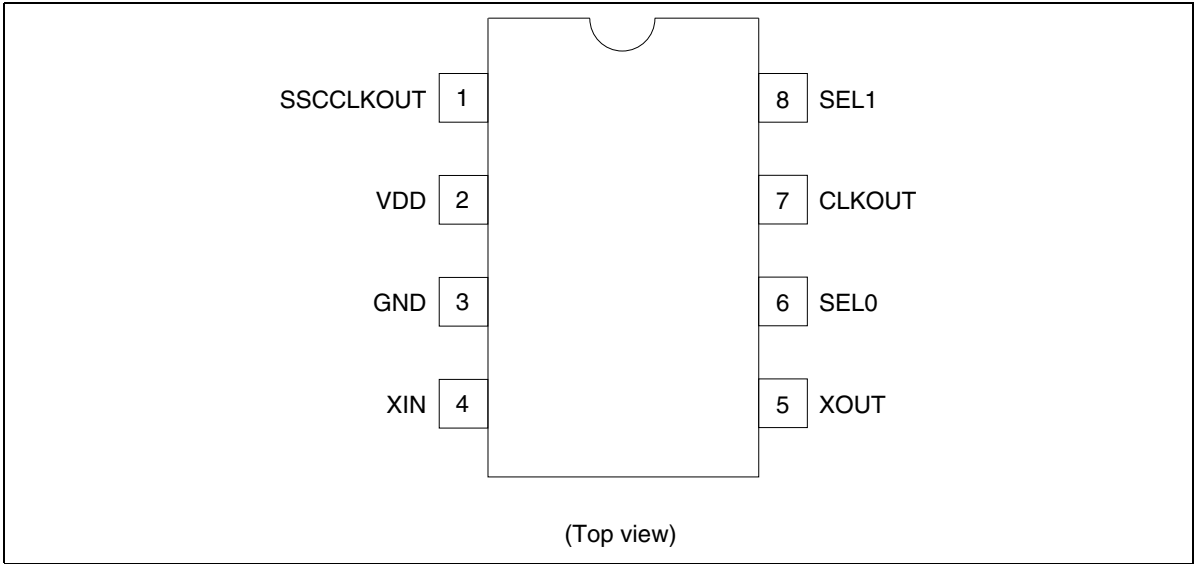 SSCCLKOUT 1 8 SEL1
VDD 2 7 CLKOUT
GND 3 6 SEL0
XIN 4 5 XOUT
(Top view)